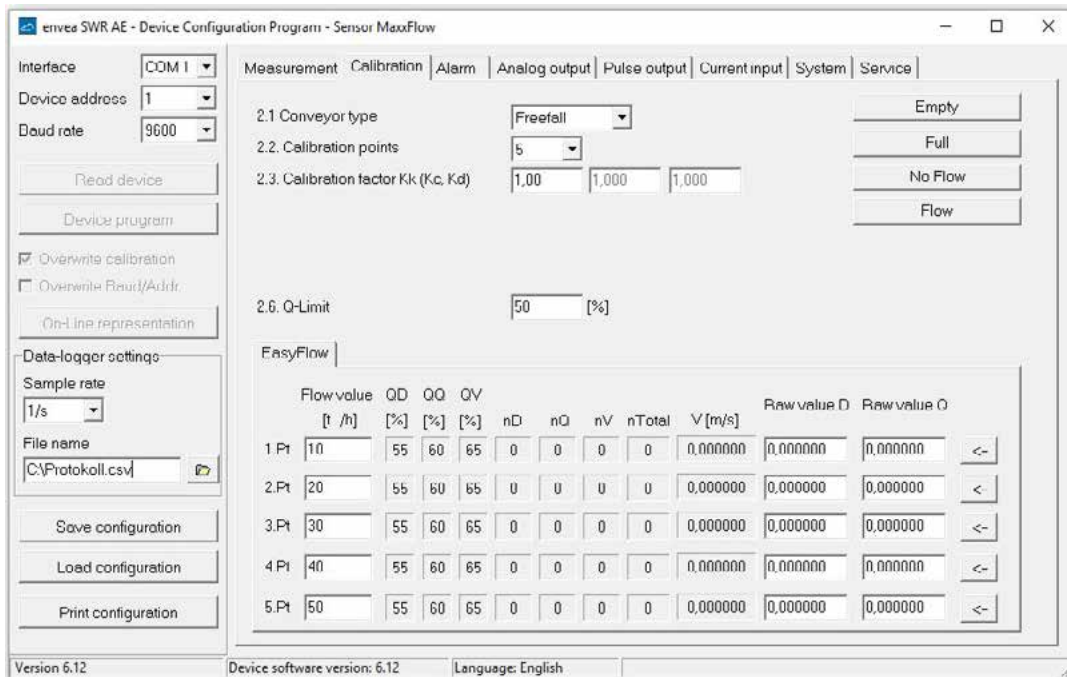 envea SWR AE - Device Configuration Program - Sensor MaxxFlow
Interface COM 1
Device address 1
Baud rate 9600
Read device
Device program
Overwrite calibration
Overwrite Baud/Addr.
On-Line representation
Data-logger settings
Sample rate
1/s
File name
C:\Protokoll.csv
Save configuration
Load configuration
Print configuration
Measurement Calibration Alarm Analog output Pulse output Current input System Service
2.1 Conveyor type Freefall
2.2. Calibration points 5
2.3. Calibration factor Kk (Kc, Kd) 1,00 1,000 1,000
Empty
Full
No Flow
Flow
2.6. Q-Limit 50 [%]
EasyFlow
Flow value QD QQ QV Raw value D Raw value Q
[t /h] [%] [%] [%] nD nQ nV nTotal V [m/s]
1.Pt 10 55 60 65 0 0 0 0 0,000000 0,000000 0,000000 <-
2.Pt 20 55 60 65 0 0 0 0 0,000000 0,000000 0,000000 <-
3.Pt 30 55 60 65 0 0 0 0 0,000000 0,000000 0,000000 <-
4.Pt 40 55 60 65 0 0 0 0 0,000000 0,000000 0,000000 <-
5.Pt 50 55 60 65 0 0 0 0 0,000000 0,000000 0,000000 <-
Version 6.12 Device software version: 6.12 Language: English